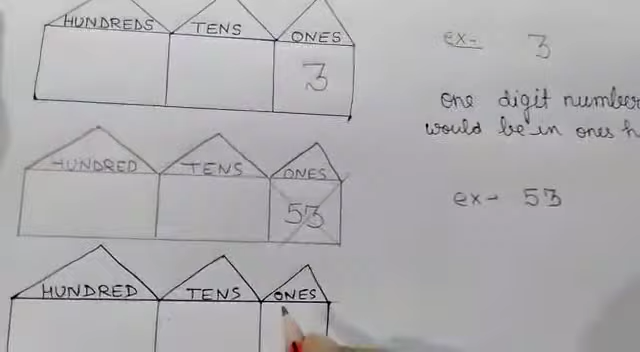 HUNDREDS TENS ONES
3
ex- 3
one digit number
would be in ones
HUNDRED TENS ONES
53
ex- 53
HUNDRED TENS ONES